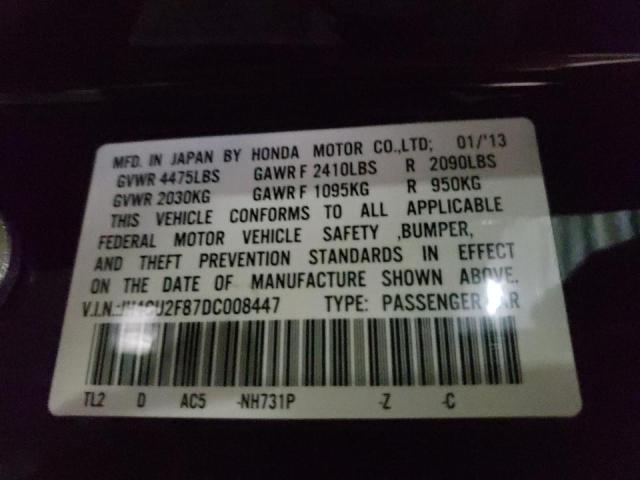 MFD. IN JAPAN BY HONDA MOTOR CO.,LTD; 01/'13
GVWR 4475LBS GAWR F 2410LBS R 2090LBS
GVWR 2030KG GAWR F 1095KG R 950KG
THIS VEHICLE CONFORMS TO ALL APPLICABLE
FEDERAL MOTOR VEHICLE SAFETY ,BUMPER,
AND THEFT PREVENTION STANDARDS IN EFFECT
ON THE DATE OF MANUFACTURE SHOWN ABOVE.
V.I.N.: TYPE: PASSENGER CAR
TL2 D AC5 -NH731P -Z -C